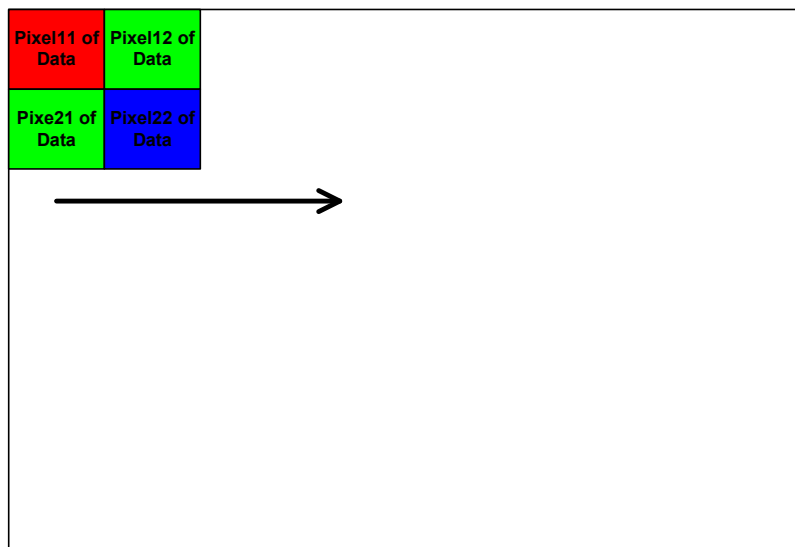 Pixel11 of
Data
Pixel12 of
Data
Pixe21 of
Data
Pixel22 of
Data